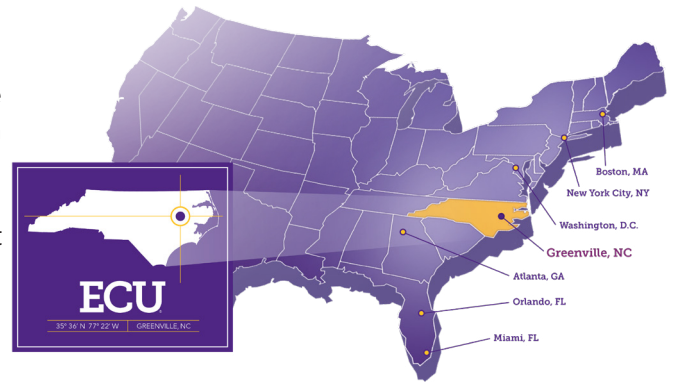 Boston, MA
New York City, NY
Washington, D.C.
Greenville, NC
Atlanta, GA
Orlando, FL
Miami, FL
ECU
35° 36' N 77° 22' W | GREENVILLE, NC